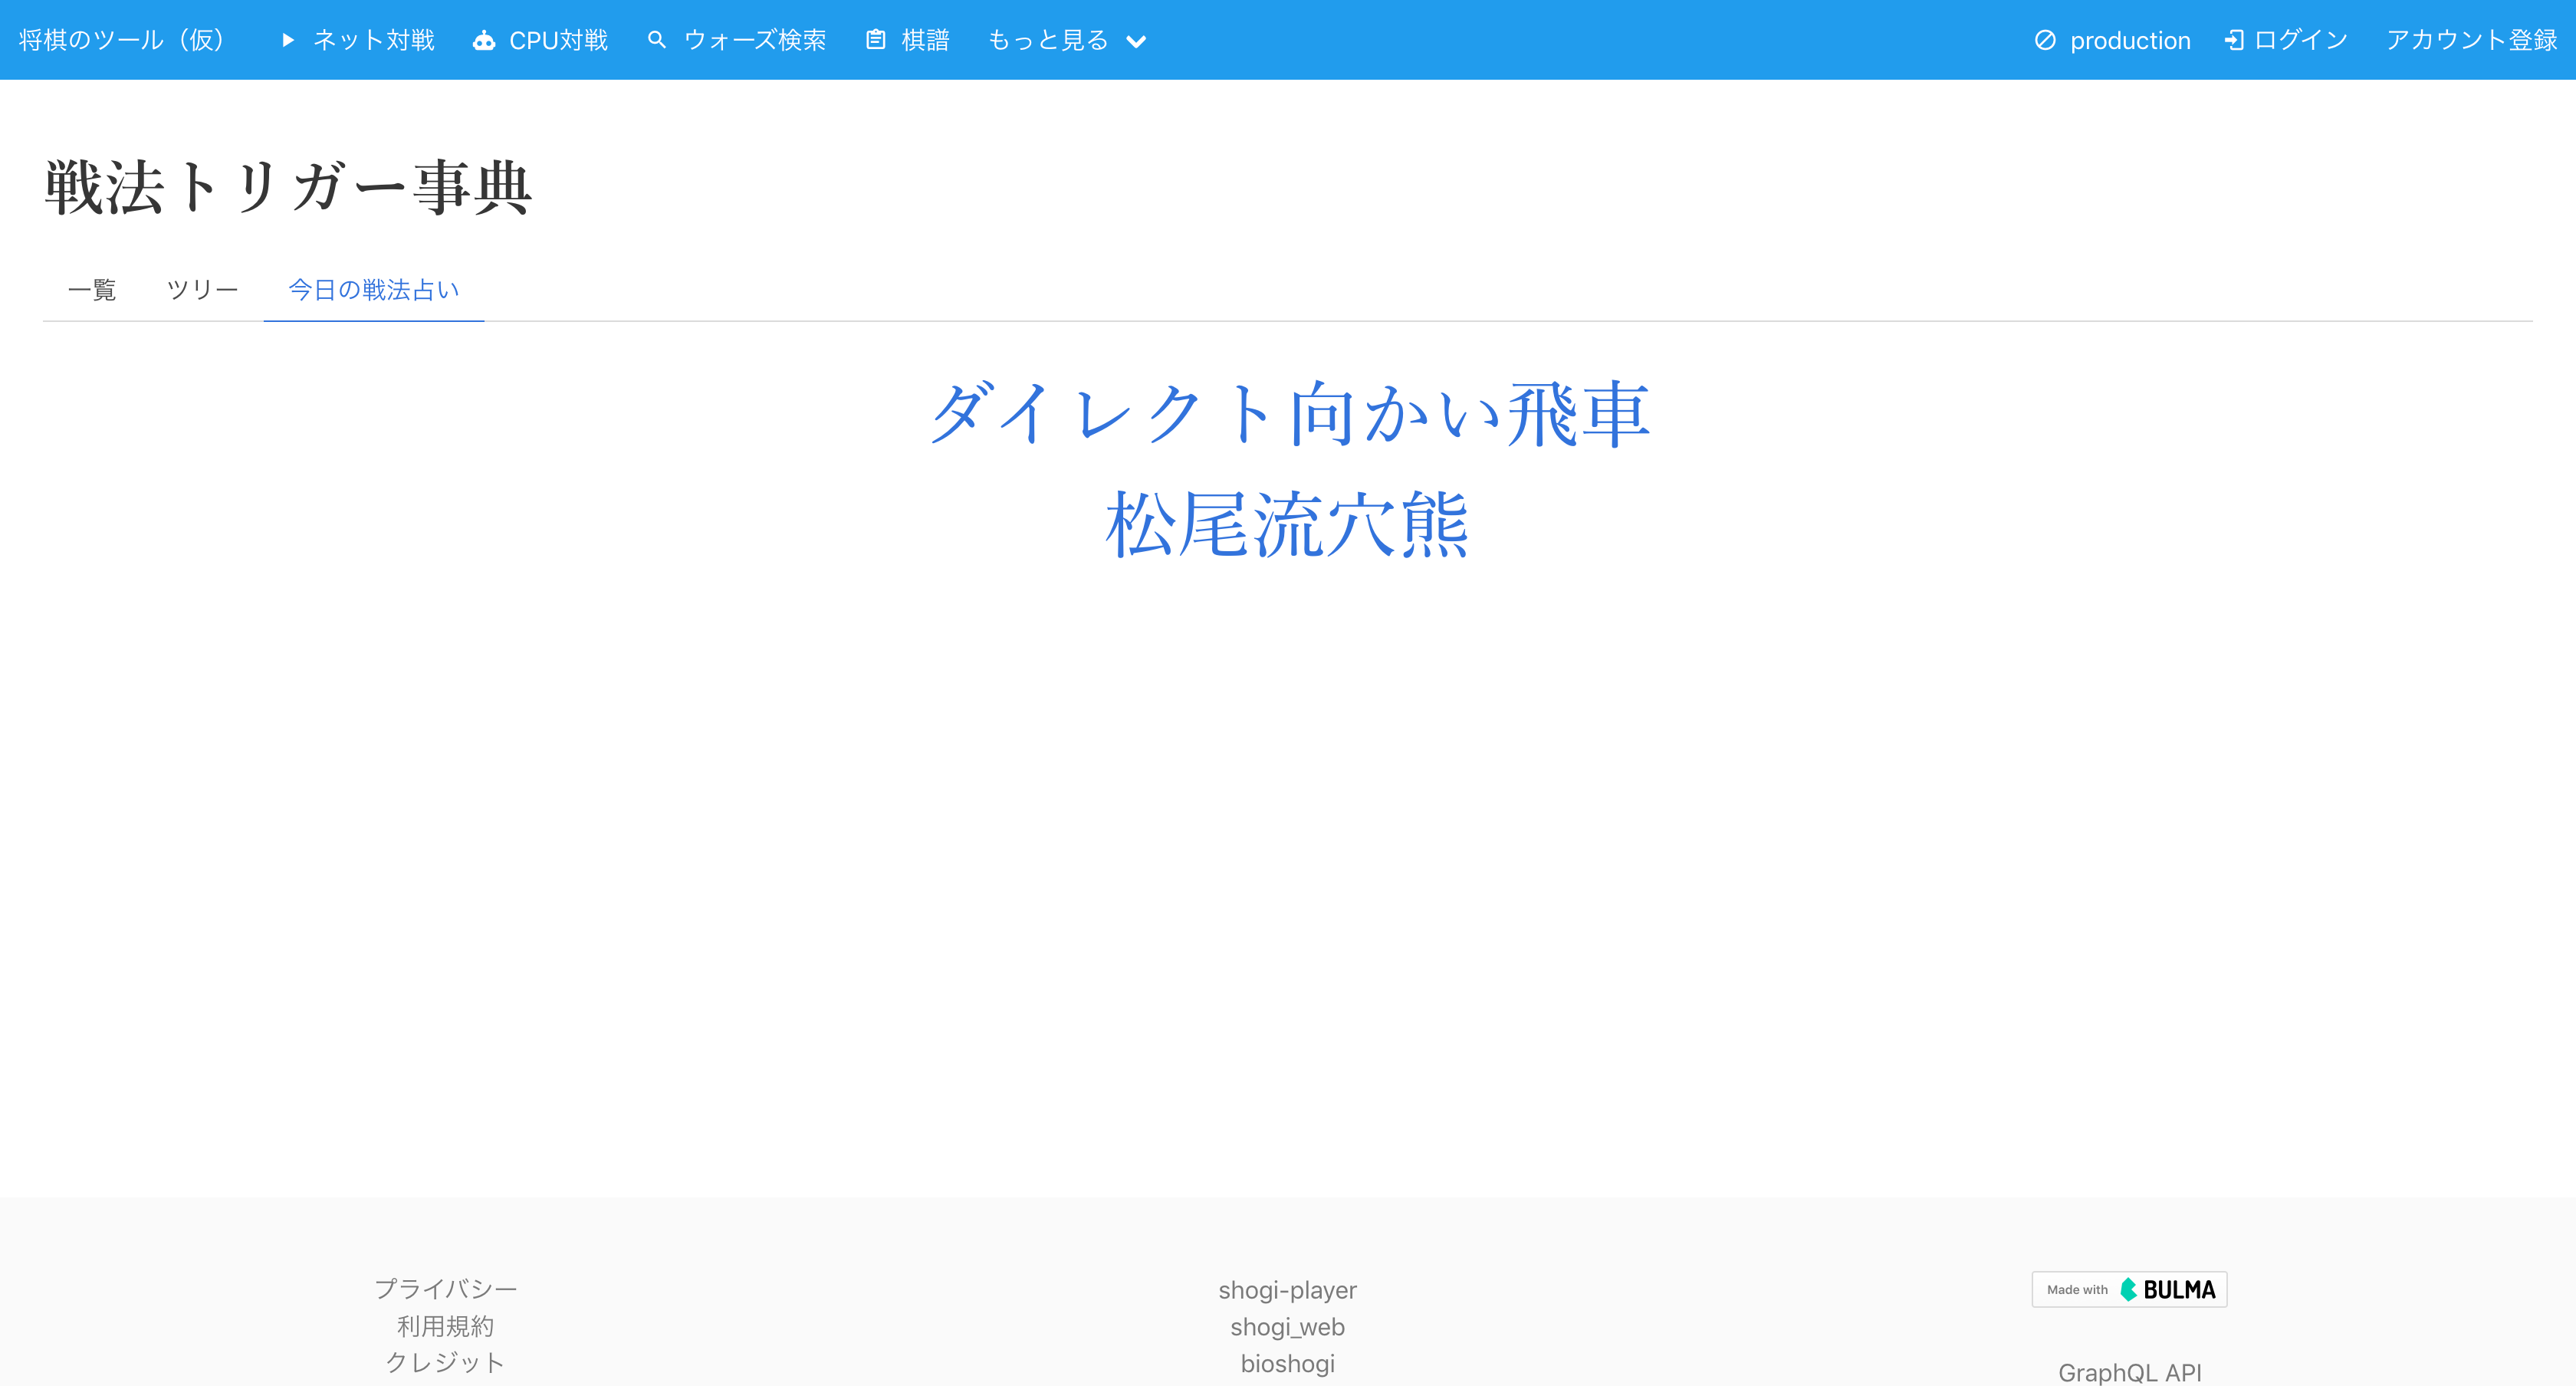 将棋のツール（仮） ネット対戦 CPU対戦 ウォーズ検索 棋譜 もっと見る production ログイン アカウント登録
戦法トリガー事典
一覧 ツリー 今日の戦法占い
ダイレクト向かい飛車
松尾流穴熊
プライバシー
利用規約
クレジット
shogi-player
shogi_web
bioshogi
Made with BULMA
GraphQL API